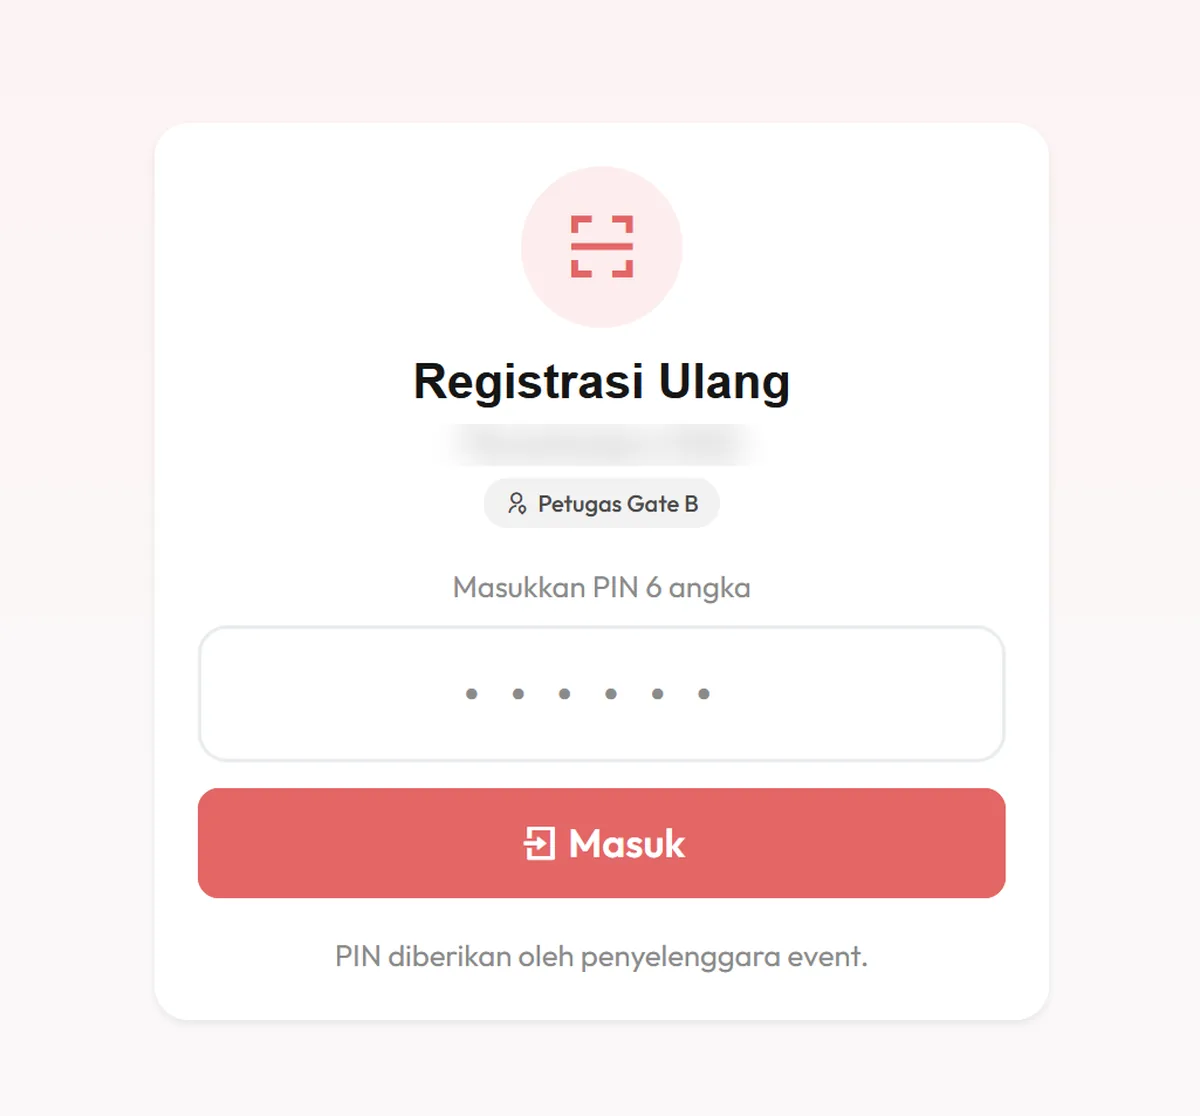 Registrasi Ulang
Petugas Gate B
Masukkan PIN 6 angka
• • • • • •
Masuk
PIN diberikan oleh penyelenggara event.